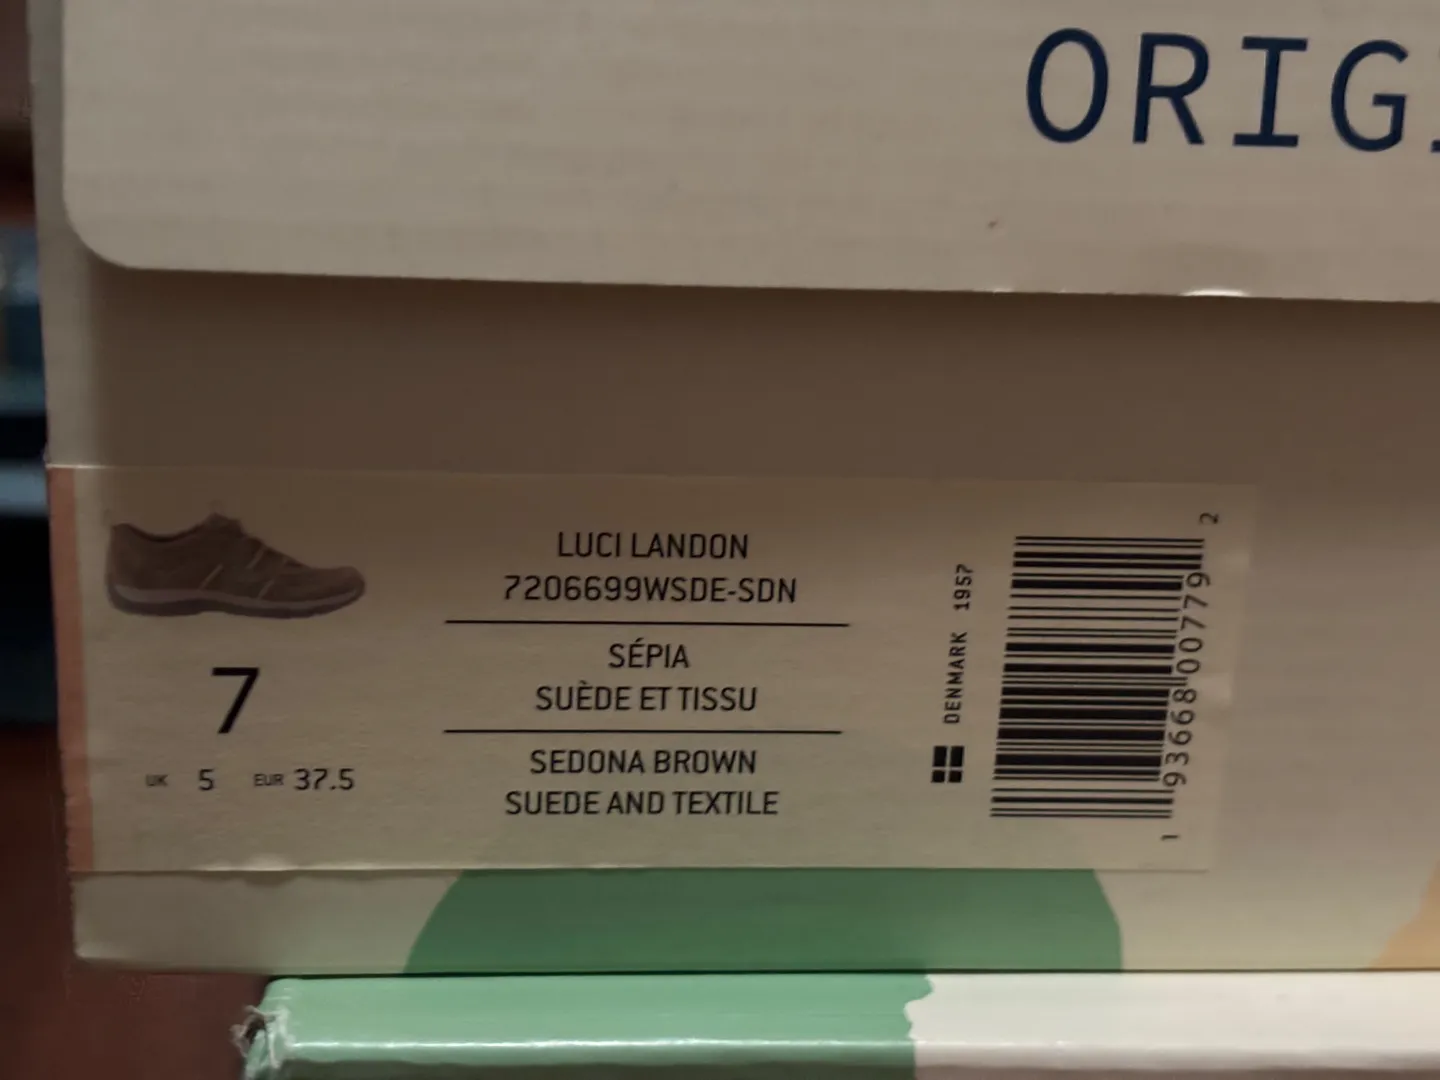 ORIG
LUCI LANDON
7206699WSDE-SDN
SÉPIA
SUÈDE ET TISSU
SEDONA BROWN
SUEDE AND TEXTILE
7
UK 5 EUR 37.5
DENMARK 1957
1 93668 00779 2